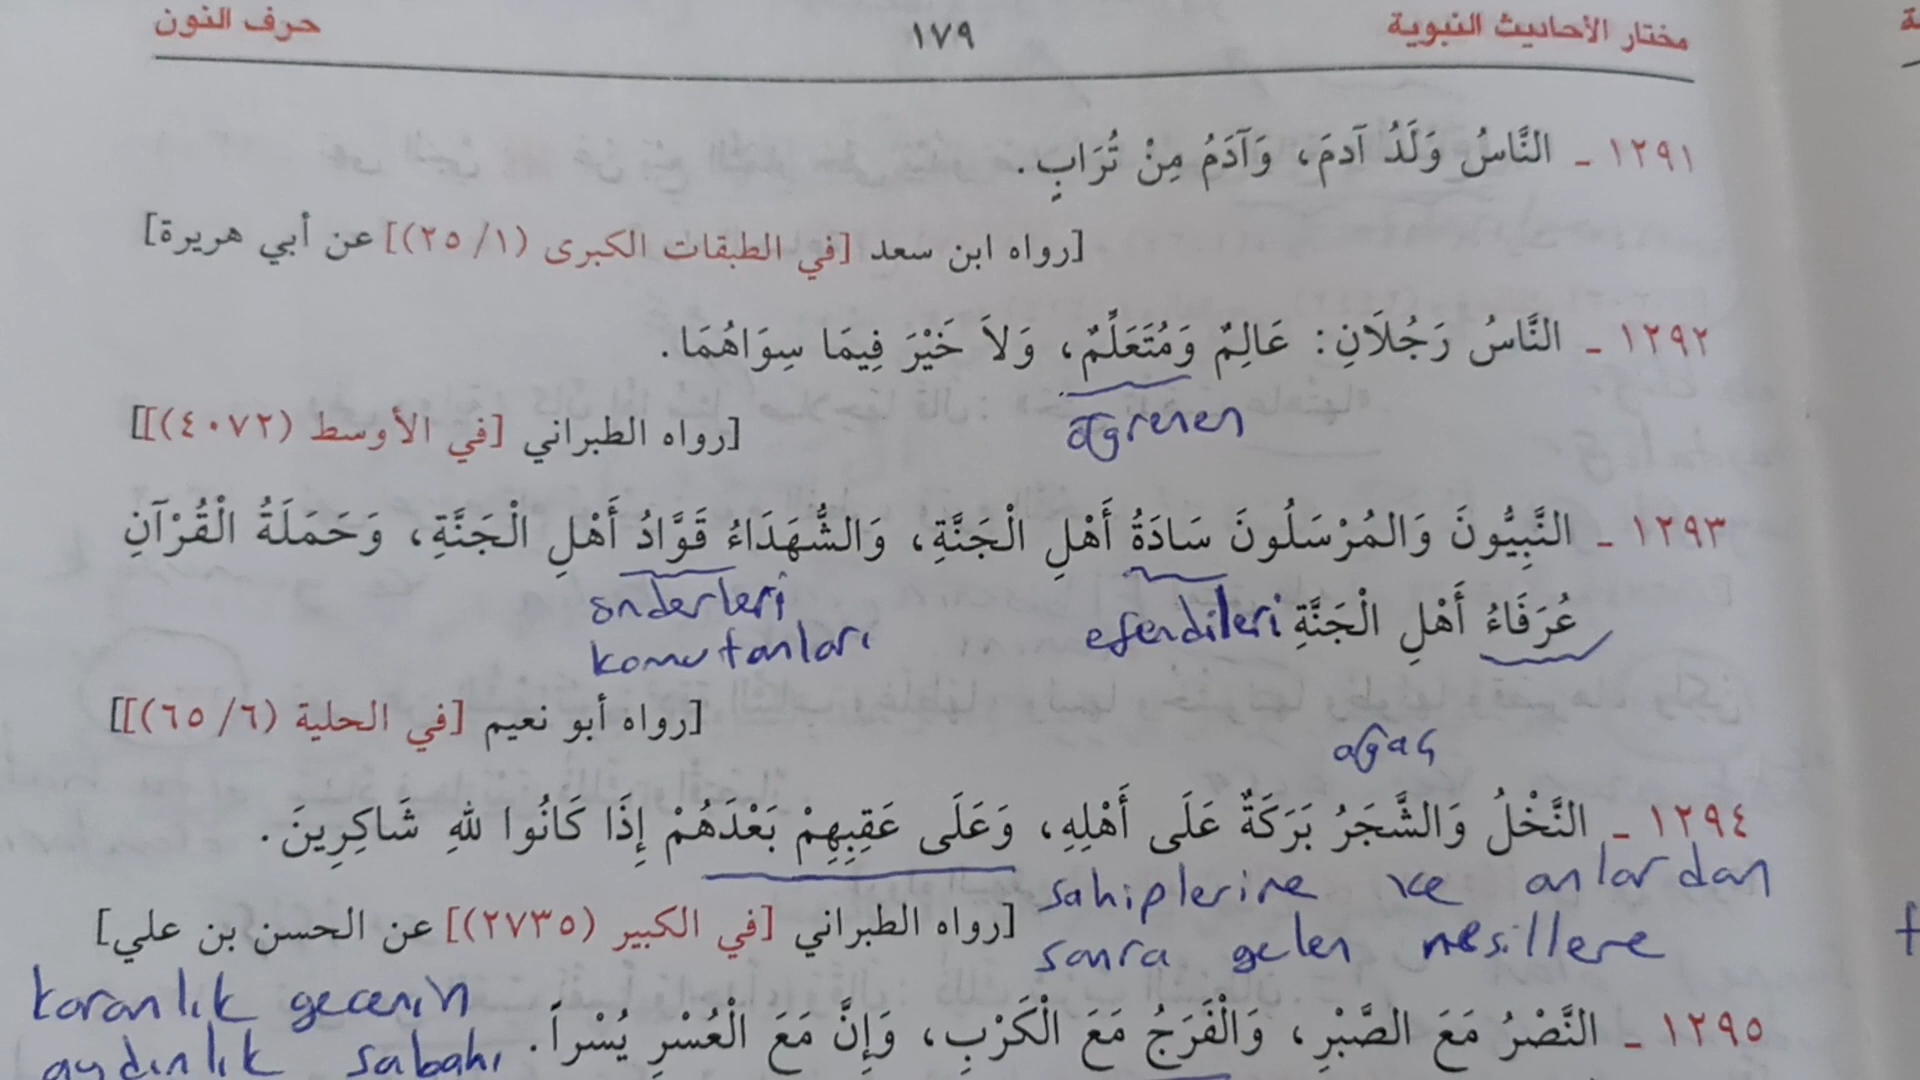 مختار الأحاديث النبوية ١٧٩ حرف النون
١٢٩١ ـ النَّاسُ وَلَدُ آدمَ، وَآدَمُ مِنْ تُرَابٍ.
[رواه ابن سعد [في الطبقات الكبرى (١/ ٢٥)] عن أبي هريرة]
١٢٩٢ ـ النَّاسُ رَجُلَانِ: عَالِمٌ وَمُتَعَلِّمٌ، وَلاَ خَيْرَ فِيمَا سِوَاهُمَا.
öğrenen
[رواه الطبراني [في الأوسط (٤٠٧٢)]]
١٢٩٣ ـ النَّبِيُّونَ وَالمُرْسَلُونَ سَادَةُ أَهْلِ الْجَنَّةِ، وَالشُّهَدَاءُ قَوَّادُ أَهْلِ الْجَنَّةِ، وَحَمَلَةُ الْقُرْآنِ
önderleri
عُرَفَاءُ أَهْلِ الْجَنَّةِ efendileri
komutanları
[رواه أبو نعيم [في الحلية (٦/ ٦٥)]]
ağaç
١٢٩٤ ـ النَّخْلُ وَالشَّجَرُ بَرَكَةٌ عَلَى أَهْلِهِ، وَعَلَى عَقِبِهِمْ بَعْدَهُمْ إِذَا كَانُوا للهِ شَاكِرِينَ.
sahiplerine ve onlardan
[رواه الطبراني [في الكبير (٢٧٣٥)] عن الحسن بن علي]
sonra gelen nesillere
karanlık gecenin
١٢٩٥ ـ النَّصْرُ مَعَ الصَّبْرِ، وَالْفَرَجُ مَعَ الْكَرْبِ، وَإِنَّ مَعَ الْعُسْرِ يُسْراً.
aydınlık sabahı